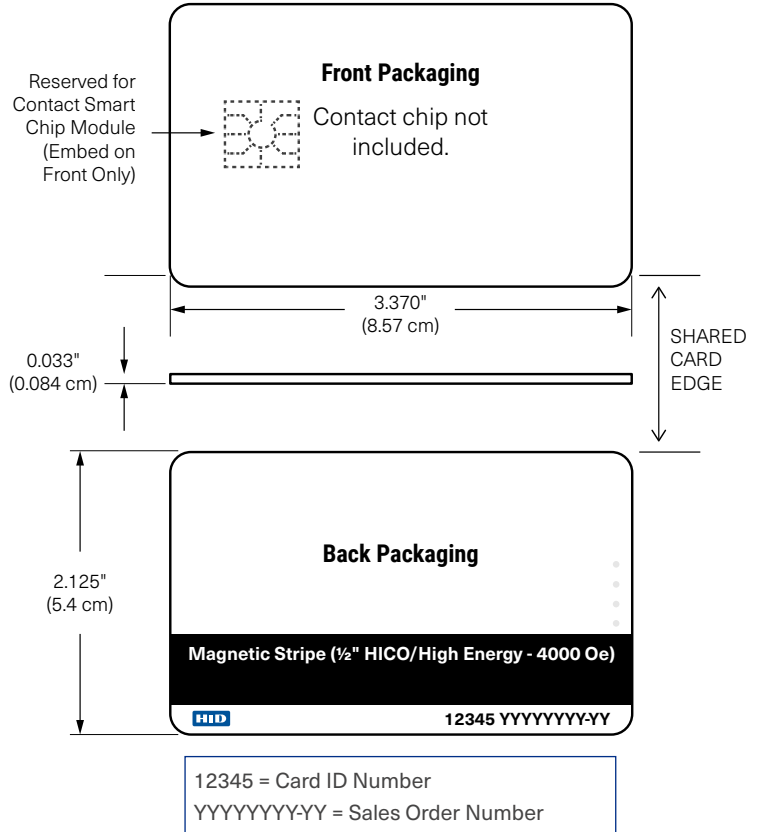 Front Packaging
Reserved for
Contact Smart
Chip Module
(Embed on
Front Only)
Contact chip not
included.
3.370"
(8.57 cm)
SHARED
CARD
EDGE
0.033"
(0.084 cm)
Back Packaging
2.125"
(5.4 cm)
Magnetic Stripe (½" HICO/High Energy - 4000 Oe)
HID
12345 YYYYYYYY-YY
12345 = Card ID Number
YYYYYYYY-YY = Sales Order Number